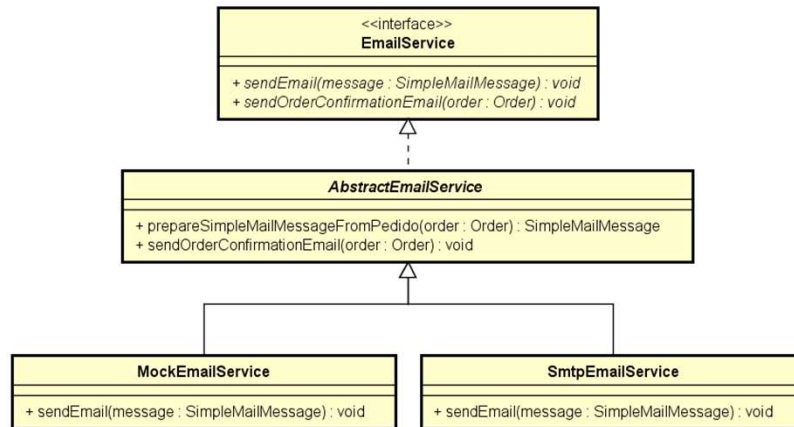 <<interface>>
EmailService
+ sendEmail(message : SimpleMailMessage) : void
+ sendOrderConfirmationEmail(order : Order) : void
AbstractEmailService
+ prepareSimpleMailMessageFromPedido(order : Order) : SimpleMailMessage
+ sendOrderConfirmationEmail(order : Order) : void
MockEmailService
+ sendEmail(message : SimpleMailMessage) : void
SmtpEmailService
+ sendEmail(message : SimpleMailMessage) : void